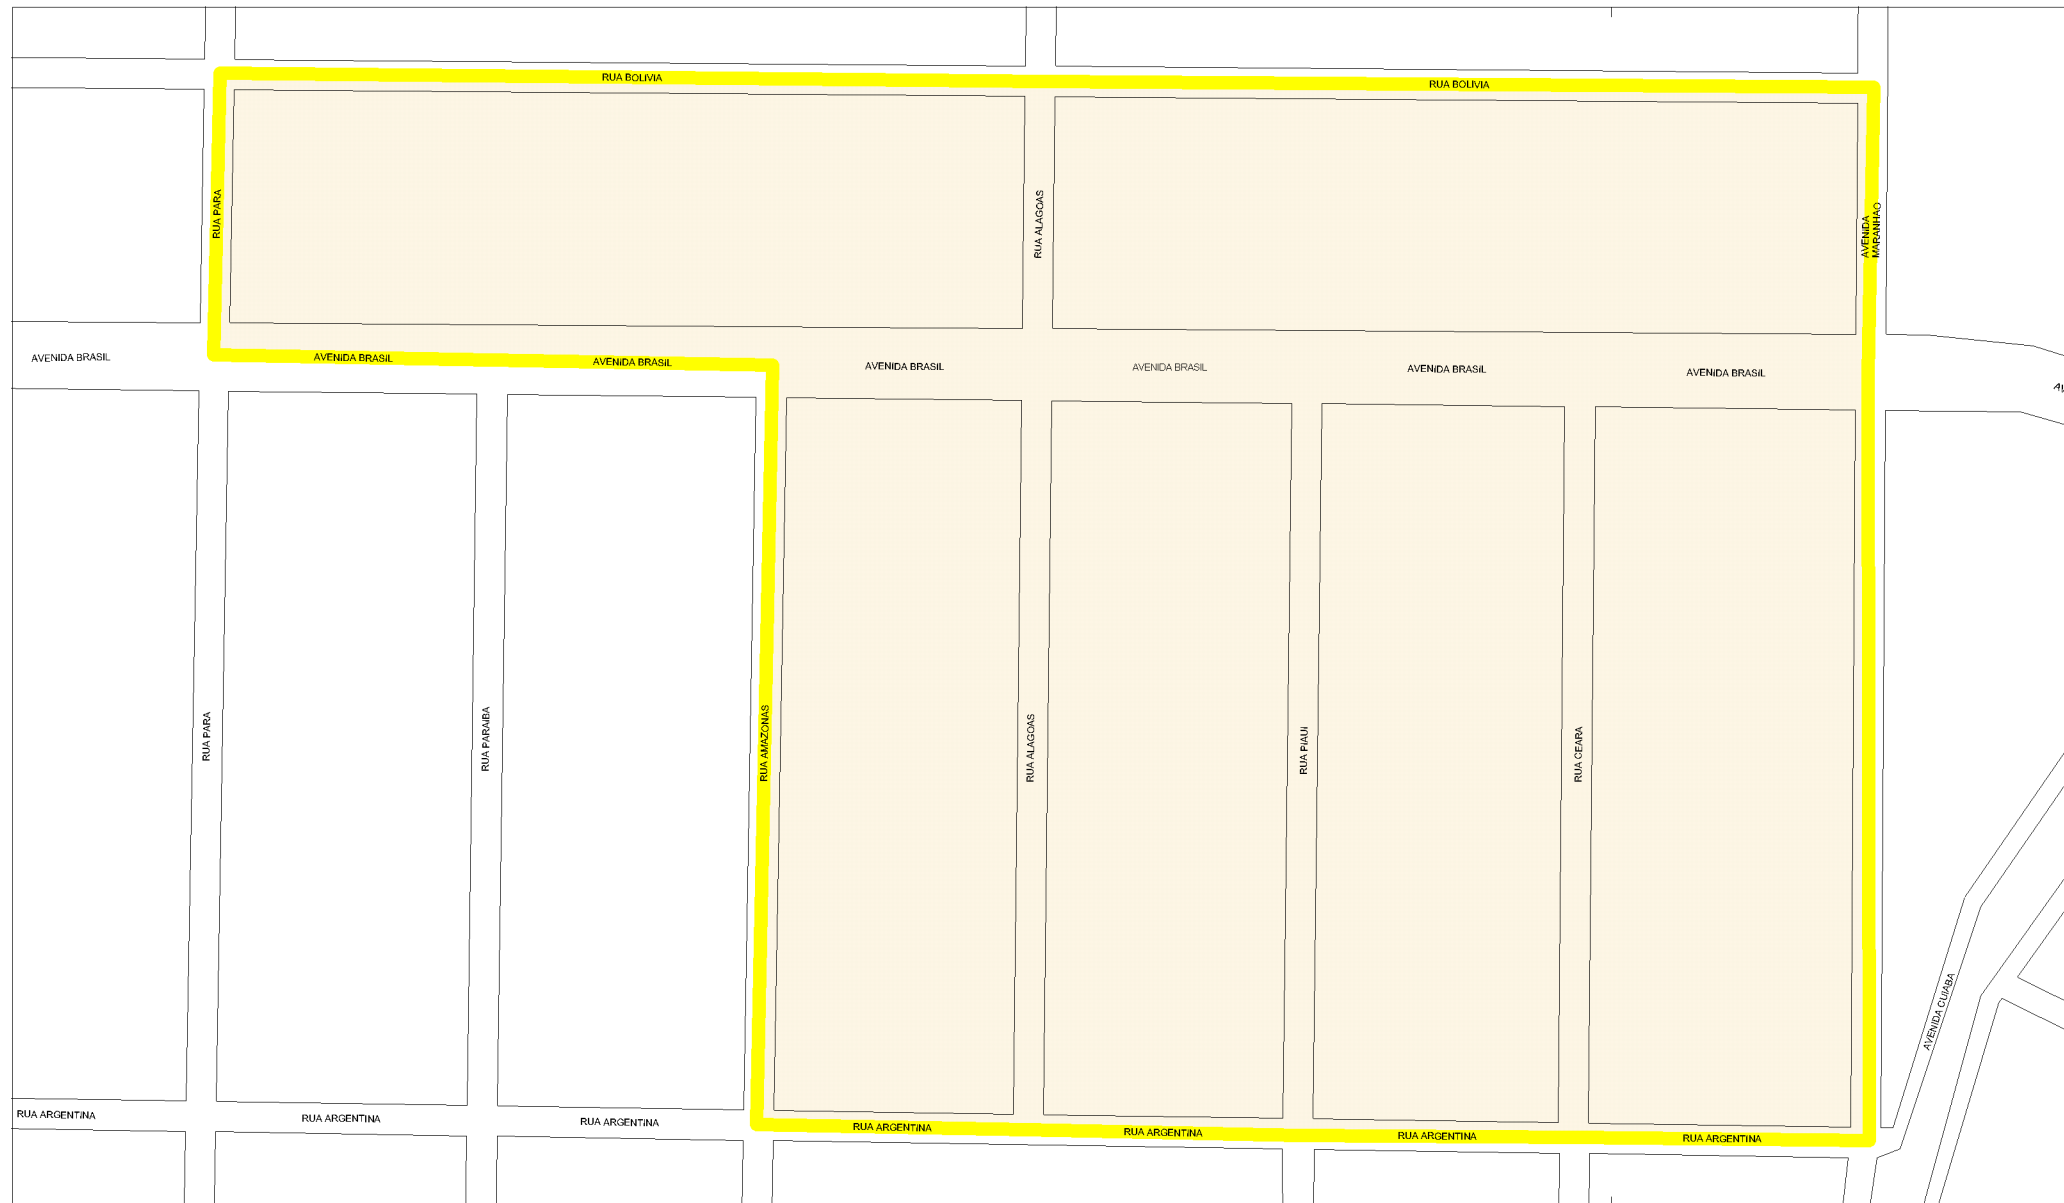 RUA BOLIVIA
RUA BOLIVIA
RUA PARA
RUA ALAGOAS
AVENIDA
MARANHAO
AVENIDA BRASIL
AVENIDA BRASIL
AVENIDA BRASIL
AVENIDA BRASIL
AVENIDA BRASIL
AVENIDA BRASIL
AVENIDA BRASIL
RUA PARA
RUA PARAIBA
RUA AMAZONAS
RUA ALAGOAS
RUA PIAUI
RUA CEARA
AVENIDA CUIABA
RUA ARGENTINA
RUA ARGENTINA
RUA ARGENTINA
RUA ARGENTINA
RUA ARGENTINA
RUA ARGENTINA
RUA ARGENTINA